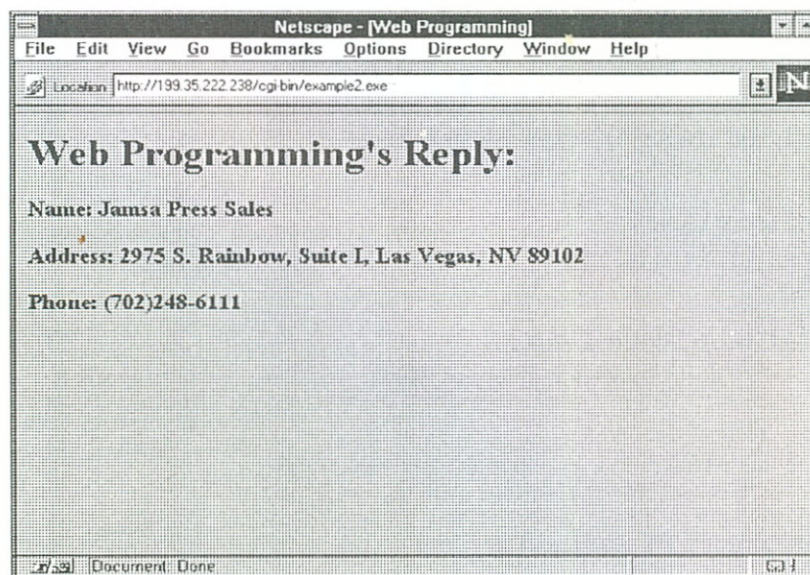 Netscape - [Web Programming]
File Edit View Go Bookmarks Options Directory Window Help
Location http://199.35.222.238/cgi-bin/example2.exe
N
Web Programming's Reply:
Name: Jamsa Press Sales
Address: 2975 S. Rainbow, Suite I, Las Vegas, NV 89102
Phone: (702)248-6111
Document: Done